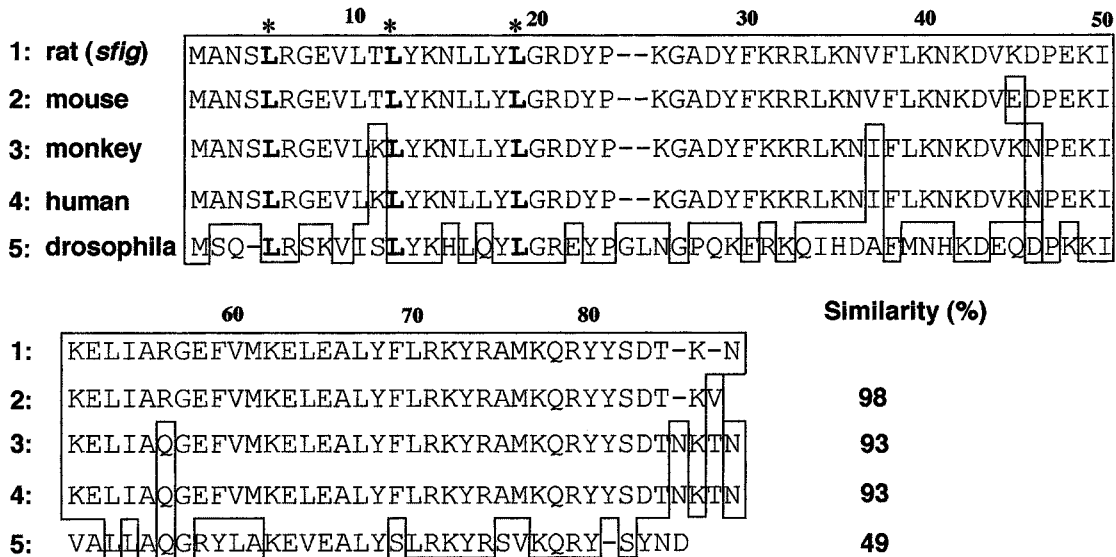 * * *
10 20 30 40 50
1: rat (sfig) MANSLRGEVLTLYKNLLYLGRDYP--KGADYFKRRLKNVFLKNKDVKDPEKI
2: mouse MANSLRGEVLTLYKNLLYLGRDYP--KGADYFKRRLKNVFLKNKDVEDPEKI
3: monkey MANSLRGEVLKLYKNLLYLGRDYP--KGADYFKKRLKNIFLKNKDVKNPEKI
4: human MANSLRGEVLKLYKNLLYLGRDYP--KGADYFKKRLKNIFLKNKDVKNPEKI
5: drosophila MSQ-LRSKVISLYKHLQYLGREYPGLNGPQKFRKQIHDAFMNHKDEQDPKKI
60 70 80 Similarity (%)
1: KELIARGEFVMKELEALYFLRKYRAMKQRYYSDT-K-N
2: KELIARGEFVMKELEALYFLRKYRAMKQRYYSDT-KV 98
3: KELIAQGEFVMKELEALYFLRKYRAMKQRYYSDTNKTN 93
4: KELIAQGEFVMKELEALYFLRKYRAMKQRYYSDTNKTN 93
5: VALLAQGRYLAKEVEALYSLRKYRSVKQRY-SYND 49